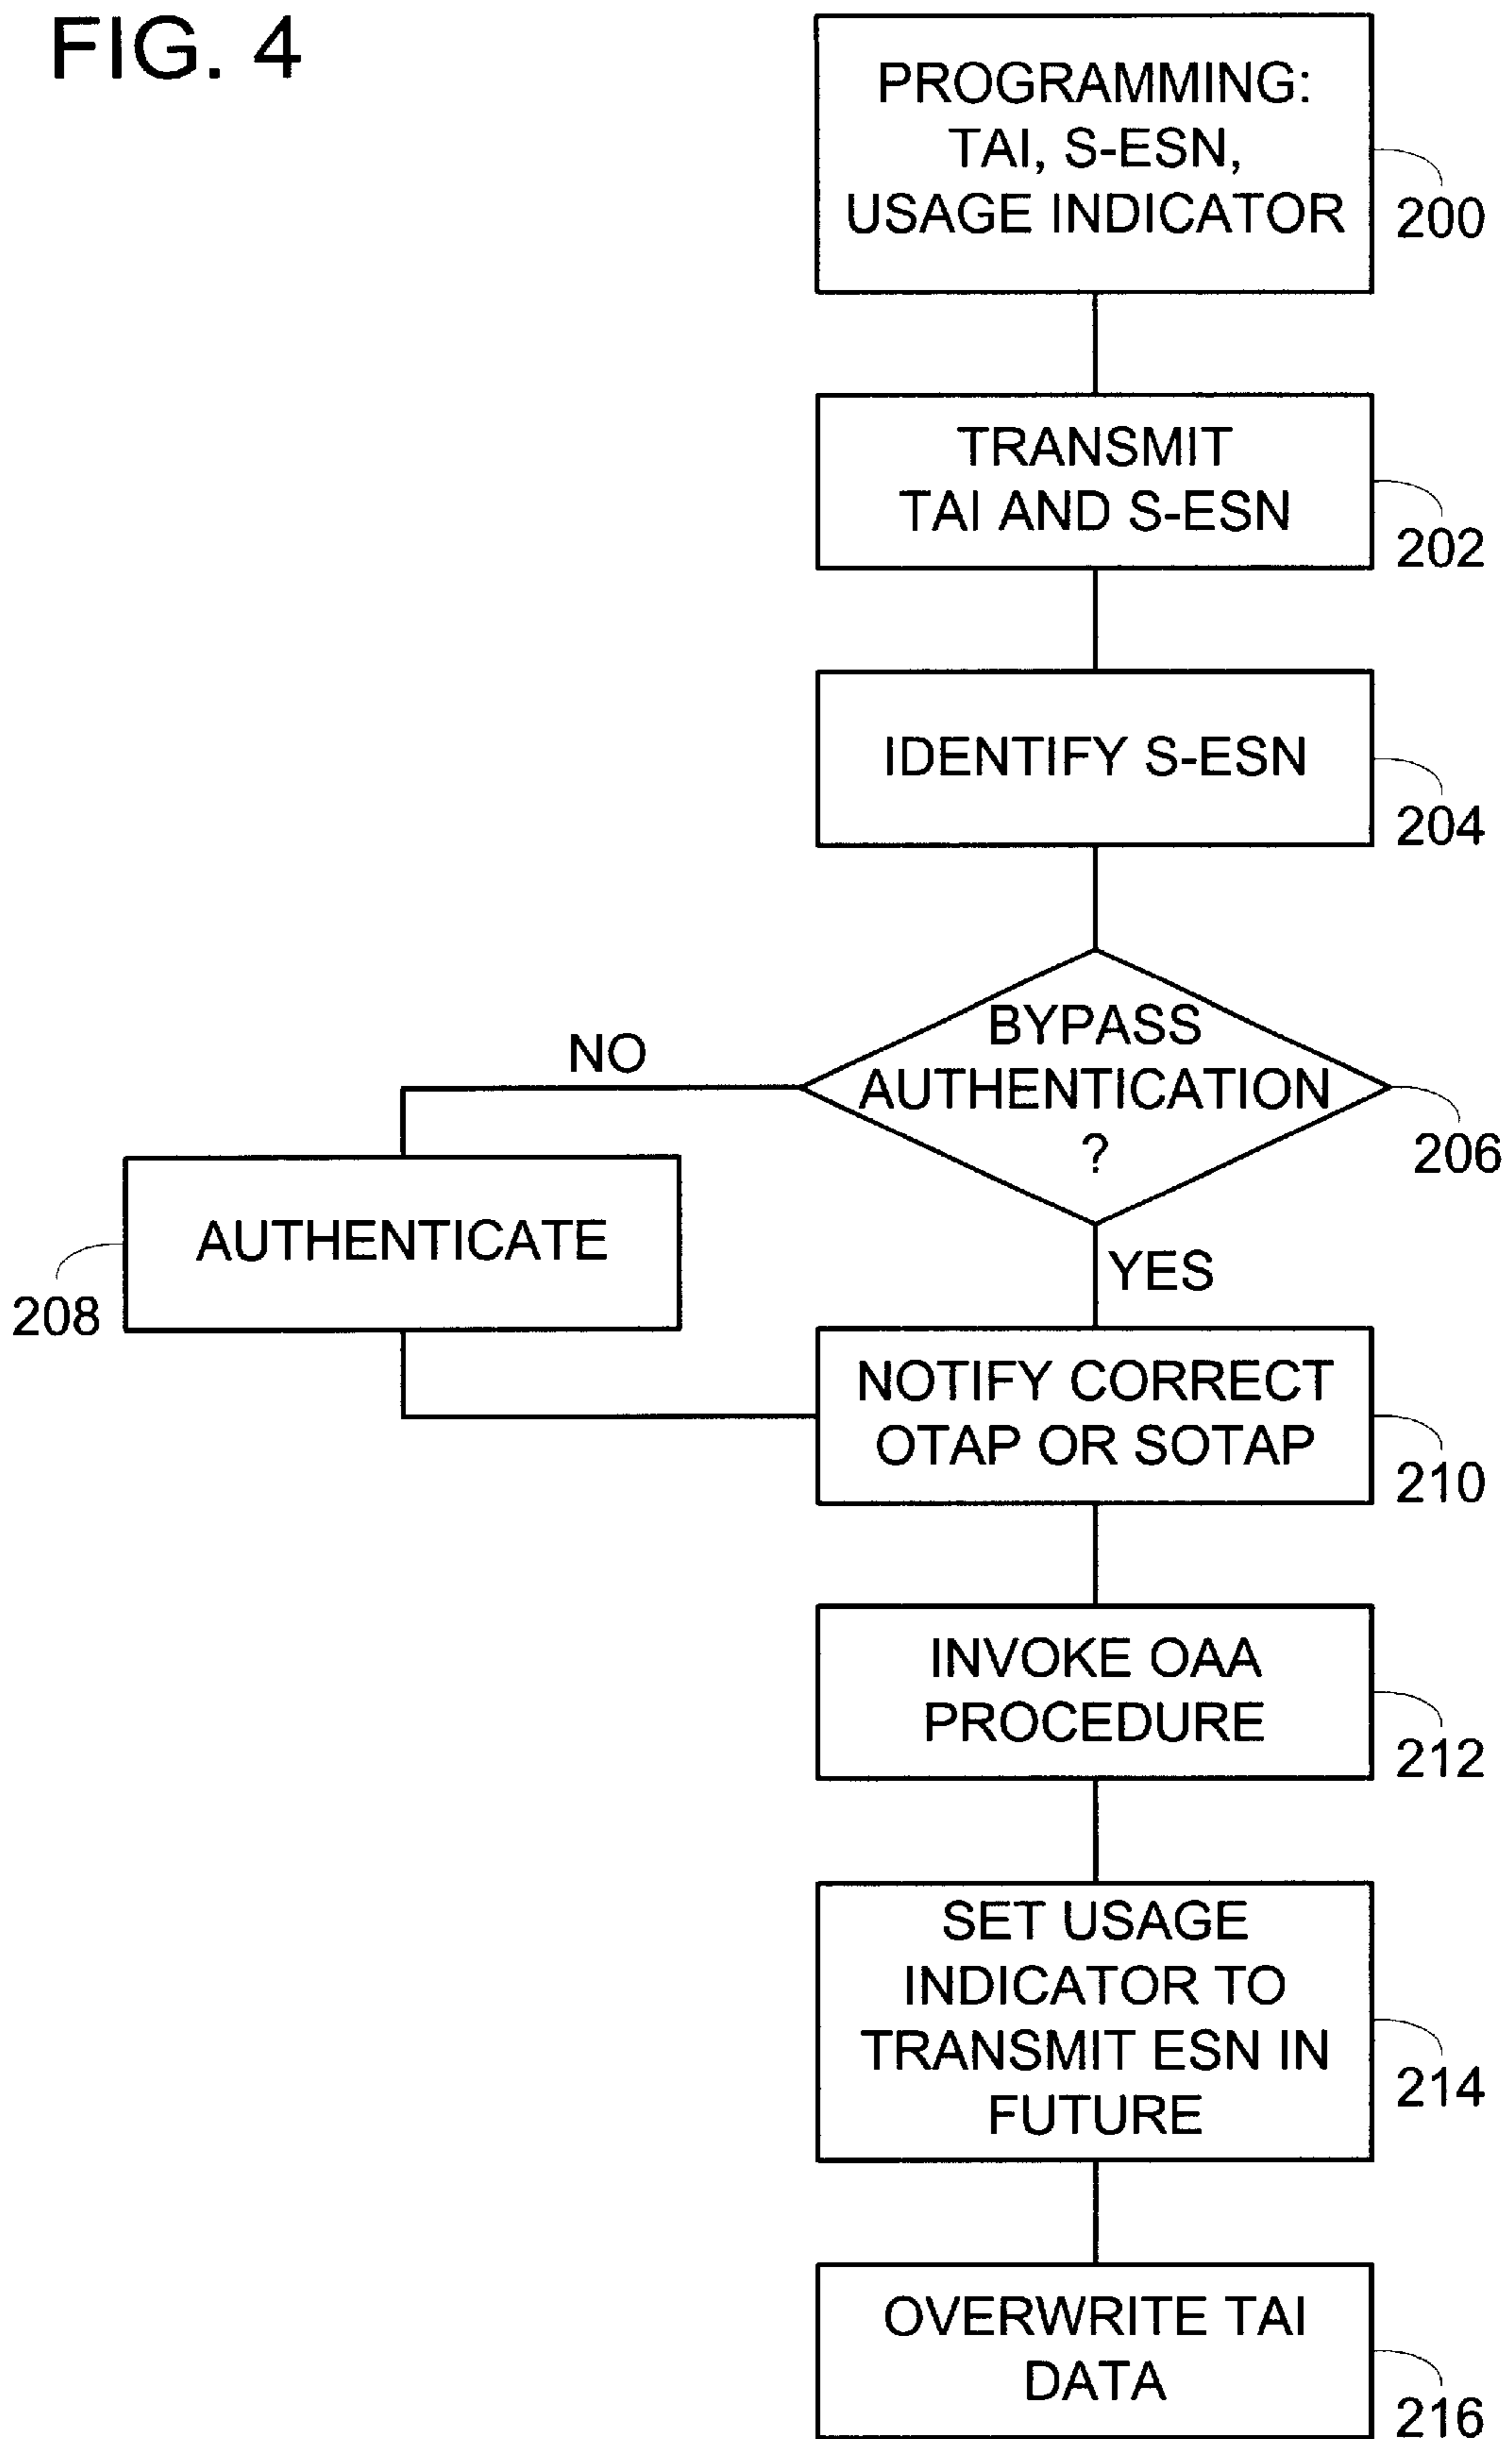 FIG. 4
PROGRAMMING:
TAI, S-ESN,
USAGE INDICATOR
200
TRANSMIT
TAI AND S-ESN
202
IDENTIFY S-ESN
204
BYPASS
AUTHENTICATION
?
206
NO
YES
AUTHENTICATE
208
NOTIFY CORRECT
OTAP OR SOTAP
210
INVOKE OAA
PROCEDURE
212
SET USAGE
INDICATOR TO
TRANSMIT ESN IN
FUTURE
214
OVERWRITE TAI
DATA
216